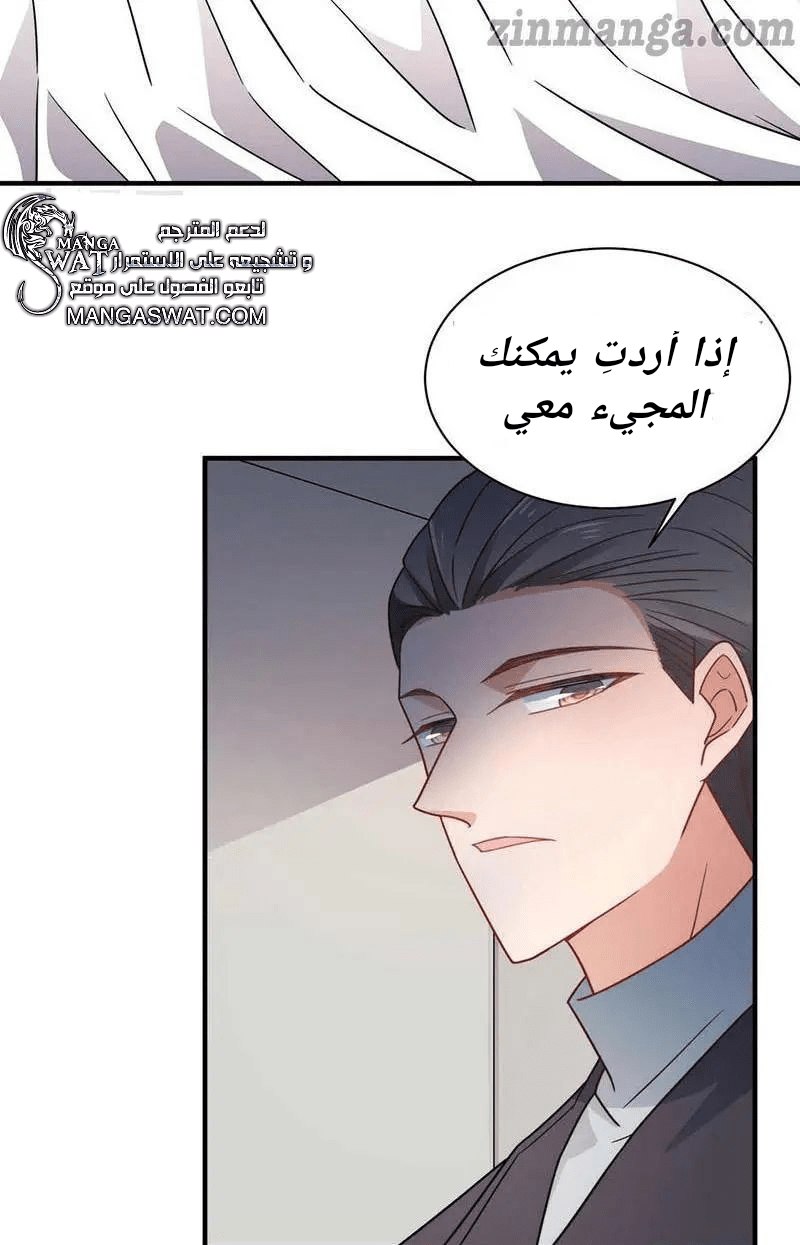 zinmanga.com
MANGA
SWAT
لدعم المترجم
و تشجيعه على الاستمرار
تابعو الفصول على موقع
MANGASWAT.COM
إذا أردتِ يمكنك
المجيء معي